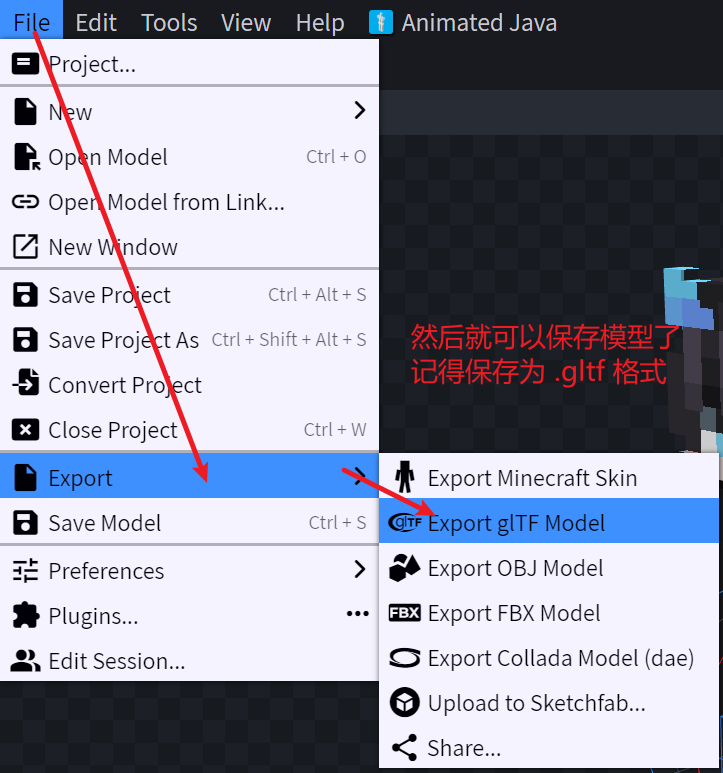 File Edit Tools View Help Animated Java
Project...
New
Open Model Ctrl + O
Open Model from Link...
New Window
Save Project Ctrl + Alt + S
Save Project As Ctrl + Shift + Alt + S
Convert Project
Close Project Ctrl + W
Export
Save Model Ctrl + S
Preferences
Plugins...
Edit Session...
然后就可以保存模型了
记得保存为 .gltf 格式
Export Minecraft Skin
glTF Export glTF Model
Export OBJ Model
FBX Export FBX Model
Export Collada Model (dae)
Upload to Sketchfab...
Share...